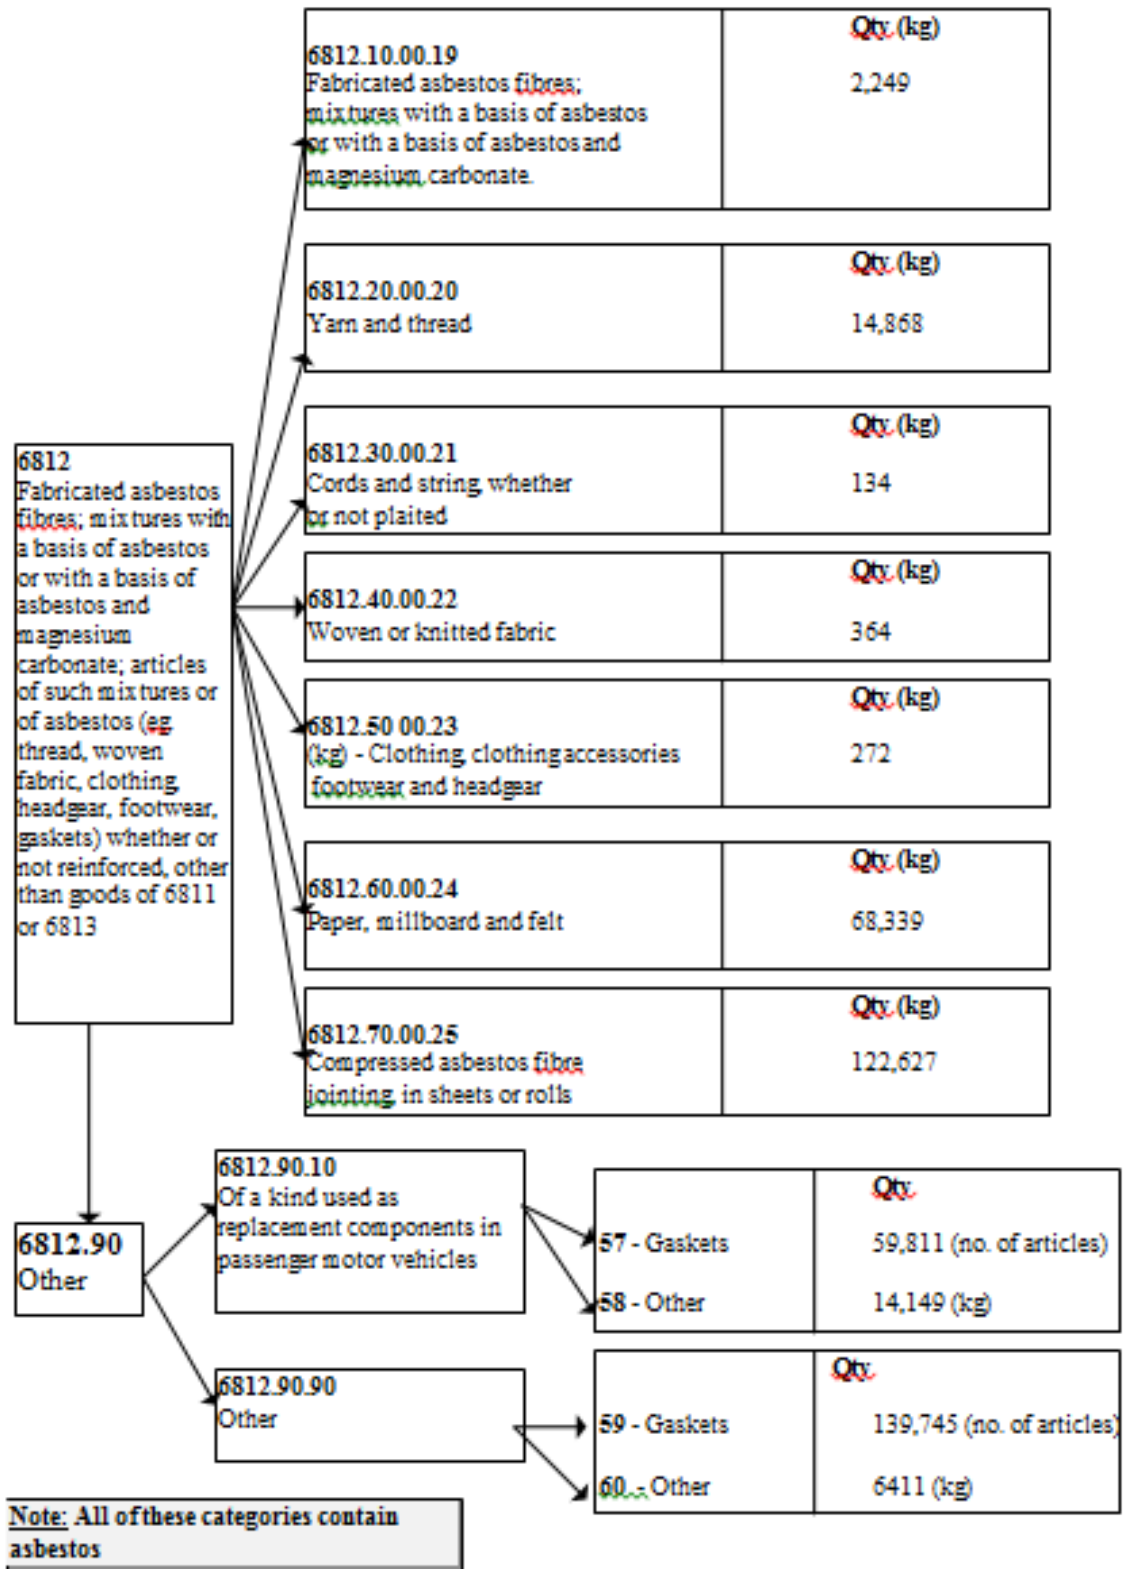 6812.10.00.19
Fabricated asbestos fibres;
mixtures with a basis of asbestos
or with a basis of asbestos and
magnesium carbonate.
Qty. (kg)
2,249
6812.20.00.20
Yarn and thread
Qty. (kg)
14,868
6812.30.00.21
Cords and string, whether
or not plaited
Qty. (kg)
134
6812.40.00.22
Woven or knitted fabric
Qty. (kg)
364
6812.50 00.23
(kg) - Clothing, clothing accessories
footwear and headgear
Qty. (kg)
272
6812.60.00.24
Paper, millboard and felt
Qty. (kg)
68,339
6812.70.00.25
Compressed asbestos fibre
jointing, in sheets or rolls
Qty. (kg)
122,627
6812
Fabricated asbestos
fibres; mixtures with
a basis of asbestos
or with a basis of
asbestos and
magnesium
carbonate; articles
of such mixtures or
of asbestos (eg.
thread, woven
fabric, clothing,
headgear, footwear,
gaskets) whether or
not reinforced, other
than goods of 6811
or 6813
6812.90
Other
6812.90.10
Of a kind used as
replacement components in
passenger motor vehicles
Qty.
57 - Gaskets
59,811 (no. of articles)
58 - Other
14,149 (kg)
6812.90.90
Other
Qty.
59 - Gaskets
139,745 (no. of articles)
60. - Other
6411 (kg)
Note: All of these categories contain
asbestos